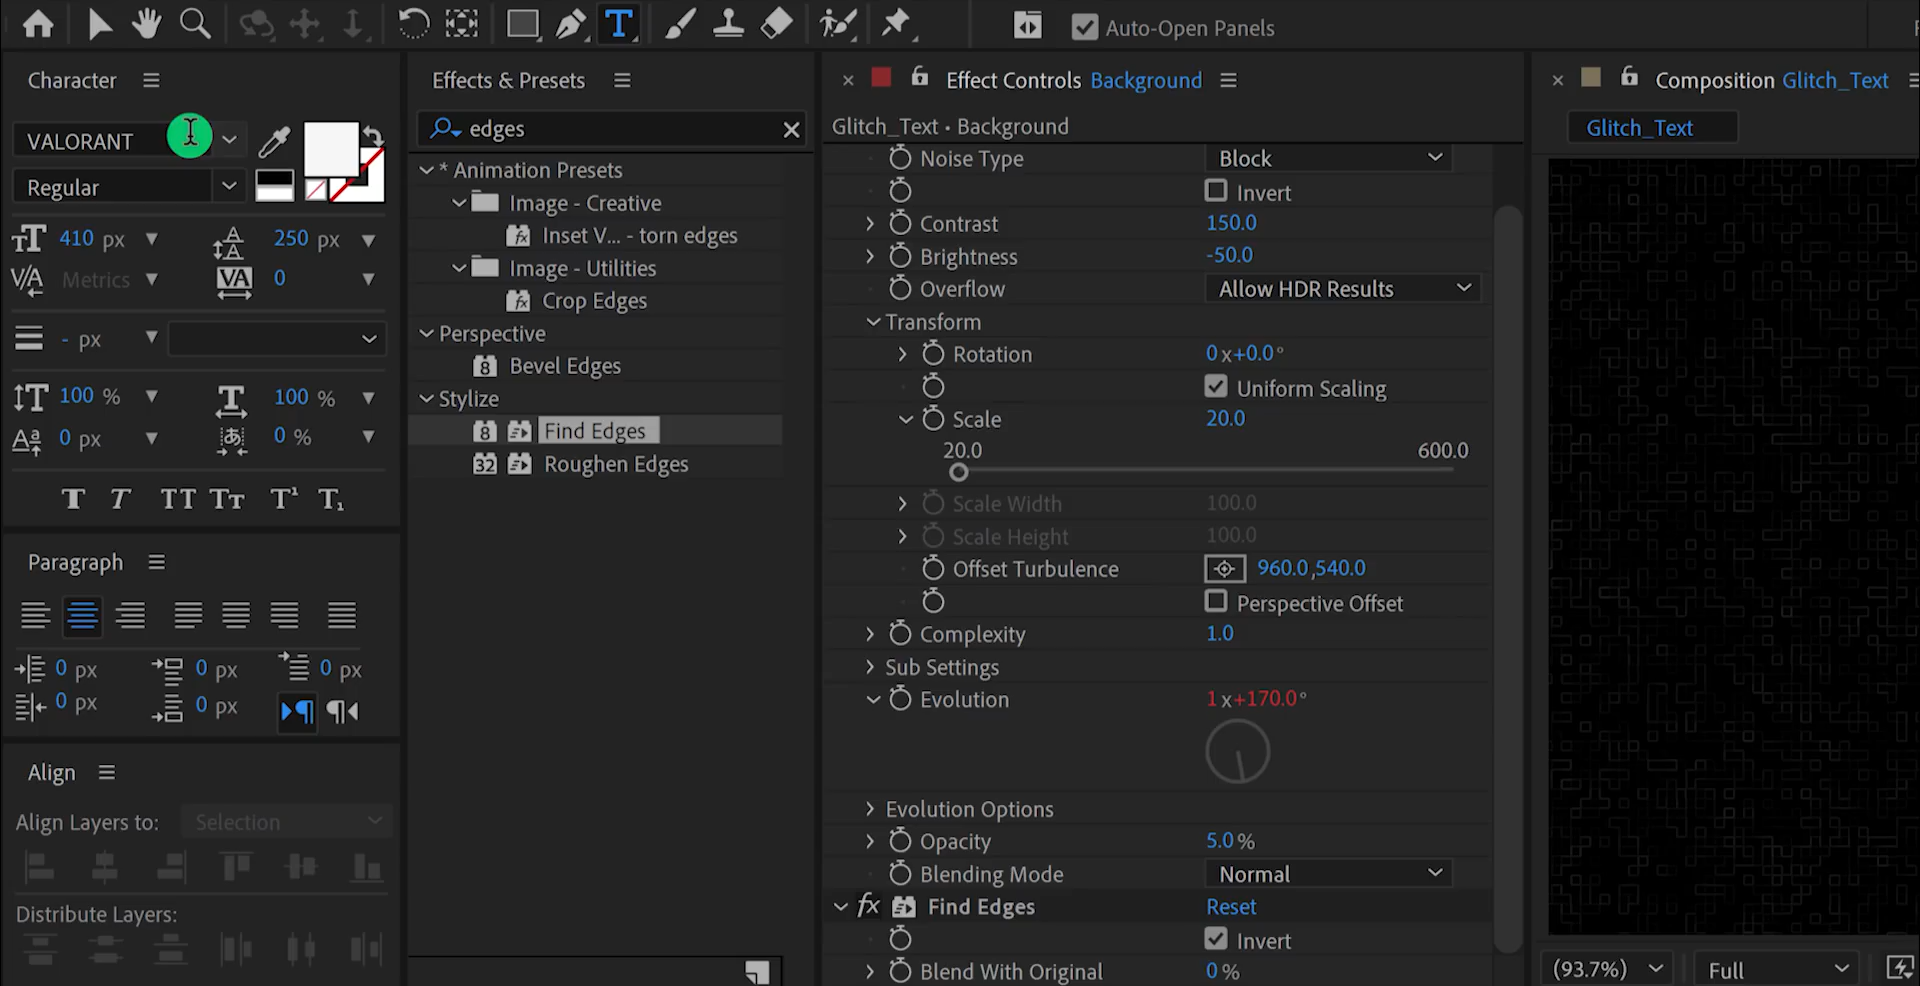 Auto-Open Panels
Character
VALORANT
Regular
410 px
250 px
Metrics
0
- px
100 %
100 %
0 px
0 %
Paragraph
0 px
0 px
0 px
0 px
0 px
Align
Align Layers to:
Selection
Distribute Layers:
Effects & Presets
edges
* Animation Presets
Image - Creative
Inset V... - torn edges
Image - Utilities
Crop Edges
Perspective
Bevel Edges
Stylize
8 Find Edges
32 Roughen Edges
Effect Controls Background
Glitch_Text • Background
Noise Type Block
Invert
Contrast 150.0
Brightness -50.0
Overflow Allow HDR Results
Transform
Rotation 0x+0.0°
Uniform Scaling
Scale 20.0
20.0 600.0
Scale Width 100.0
Scale Height 100.0
Offset Turbulence 960.0,540.0
Perspective Offset
Complexity 1.0
Sub Settings
Evolution 1x+170.0°
Evolution Options
Opacity 5.0 %
Blending Mode Normal
fx Find Edges Reset
Invert
Blend With Original 0 %
Composition Glitch_Text
Glitch_Text
(93.7%) Full